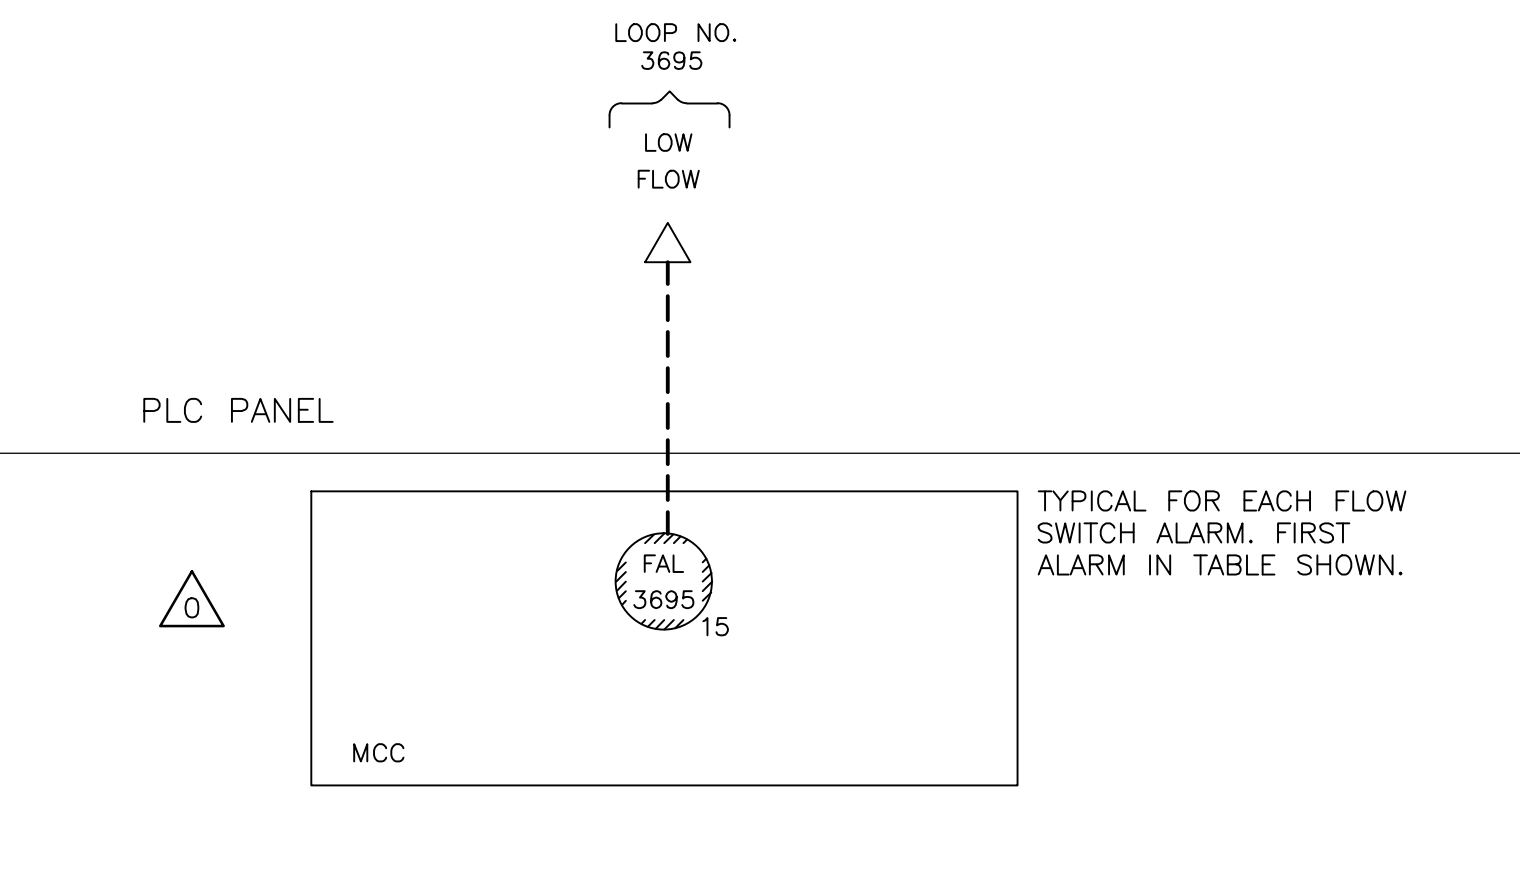 LOOP NO.
3695
LOW
FLOW
PLC PANEL
TYPICAL FOR EACH FLOW
SWITCH ALARM. FIRST
ALARM IN TABLE SHOWN.
FAL
3695
15
0
MCC